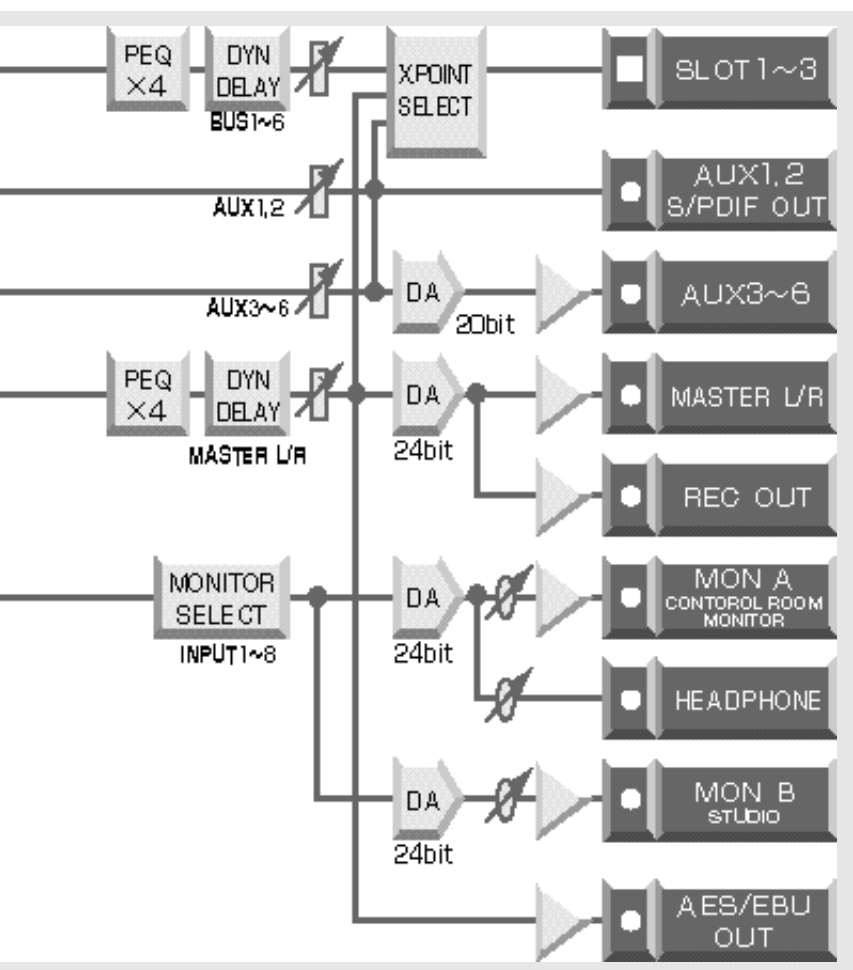 PEQ
×4
DYN
DELAY
BUS1~6
XPOINT
SELECT
SLOT1~3
AUX1,2
AUX1,2
S/PDIF OUT
AUX3~6
DA
20bit
AUX3~6
PEQ
×4
DYN
DELAY
MASTER L/R
DA
24bit
MASTER L/R
REC OUT
MONITOR
SELECT
INPUT1~8
DA
24bit
MON A
CONTOROL ROOM
MONITOR
HEADPHONE
DA
24bit
MON B
STUDIO
AES/EBU
OUT